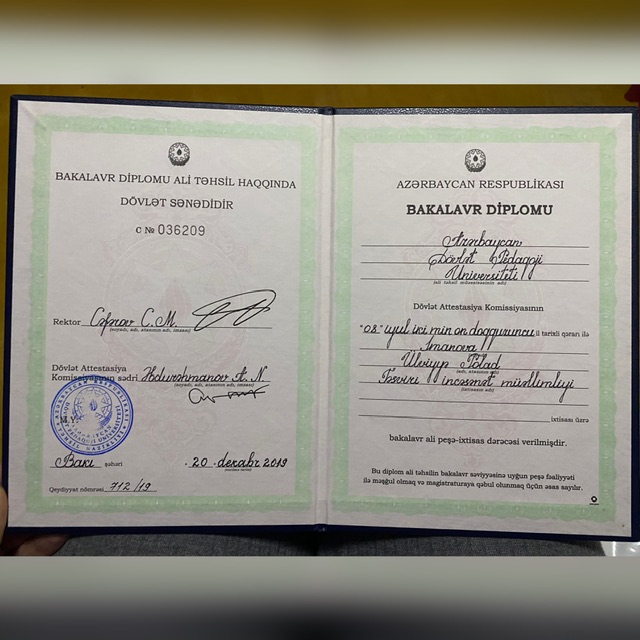 BAKALAVR DİPLOMU ALİ TƏHSİL HAQQINDA
DÖVLƏT SƏNƏDİDİR
C № 036209
Rektor Cəfərov C. M.
(soyadı, adı, atasının adı, imzası)
Dövlət Attestasiya
Komissiyasının sədri Abdurəhmanov A. N.
(soyadı, adı, atasının adı, imzası)
M.Y.
Bakı şəhəri 20 dekabr 2019
Qeydiyyat nömrəsi 712/19
AZƏRBAYCAN RESPUBLİKASI
BAKALAVR DİPLOMU
Azərbaycan
Dövlət Pedaqoji
Universiteti
(ali təhsil müəssisəsinin adı)
Dövlət Attestasiya Komissiyasının
"08" iyul iki min on doqquzuncu il tarixli qərarı ilə
İmanova
Ulviyyə
(soyadı, adı,
atasının adı)
Təsviri incəsənət müəllimliyi
ixtisası üzrə
bakalavr ali peşə-ixtisas dərəcəsi verilmişdir.
Bu diplom ali təhsilin bakalavr səviyyəsinə uyğun peşə fəaliyyəti
ilə məşğul olmaq və magistraturaya qəbul olunmaq üçün əsas sayılır.